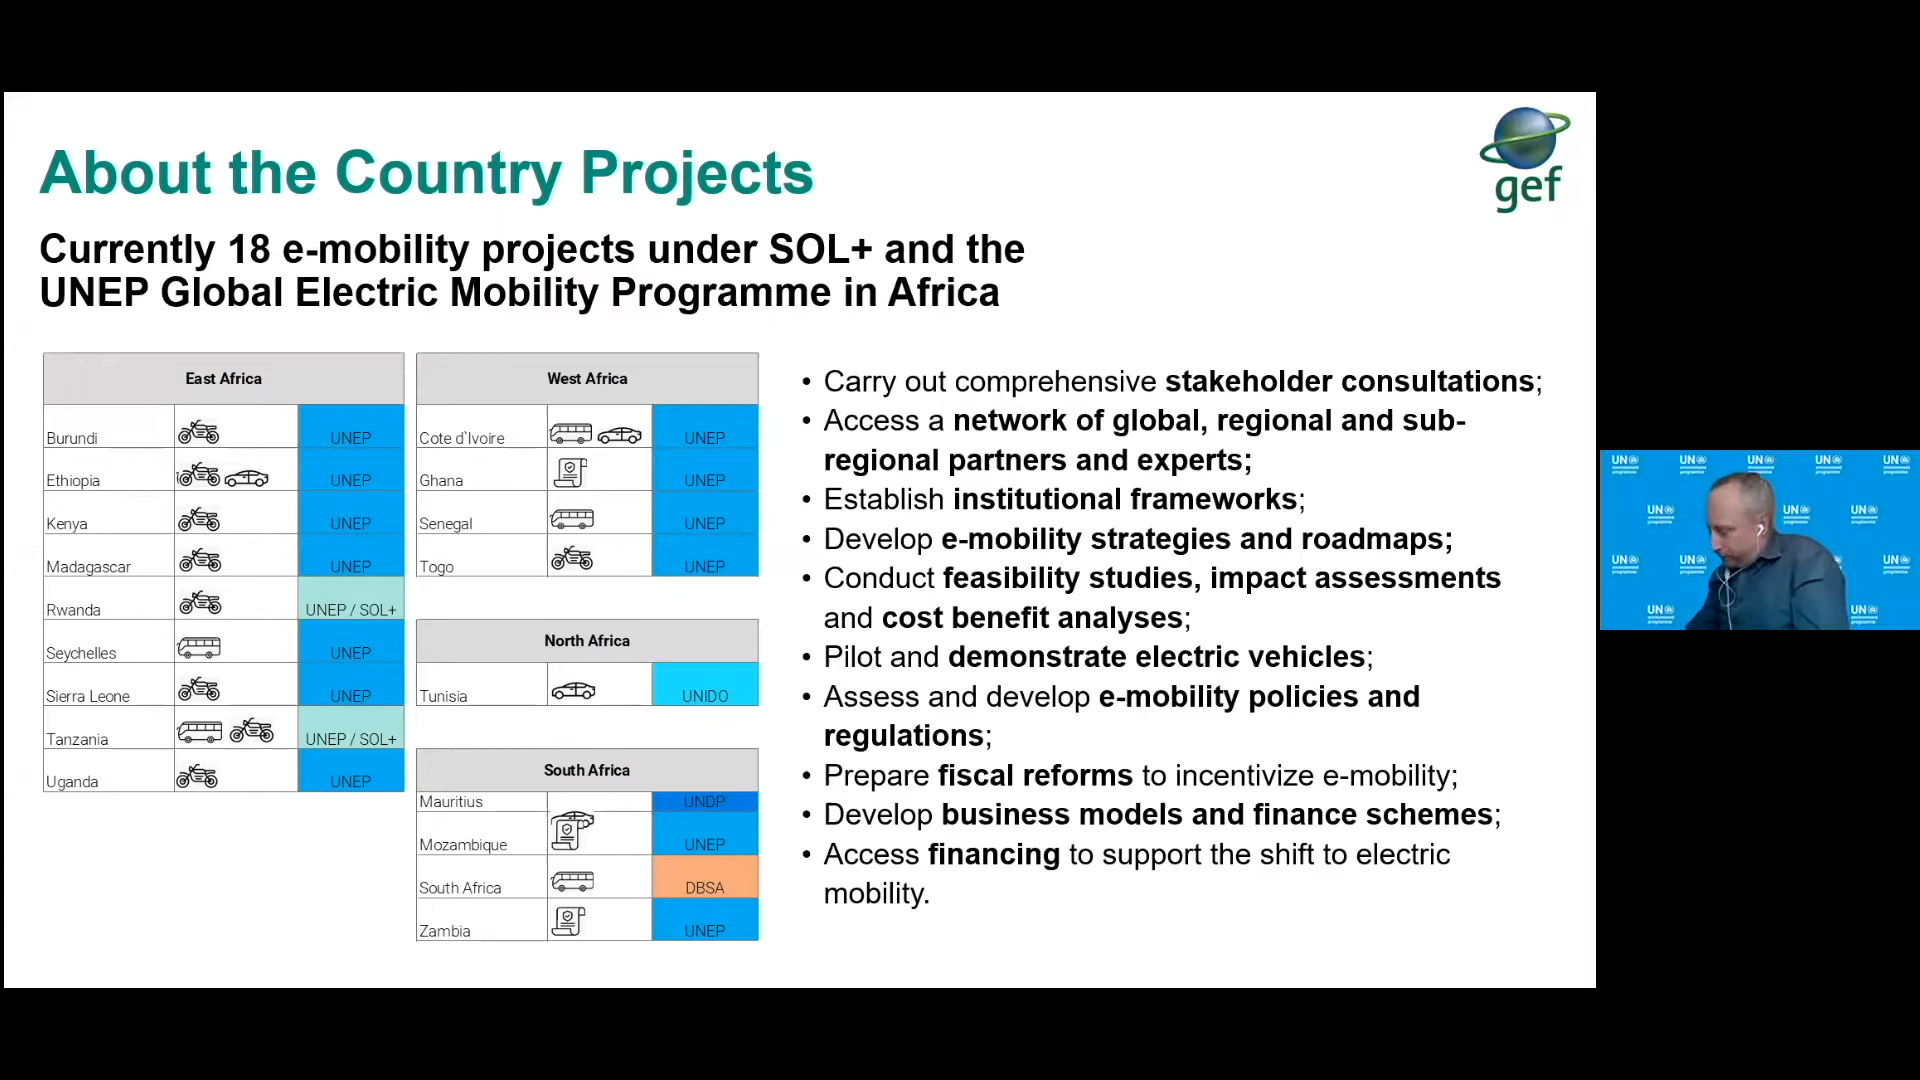 About the Country Projects
gef
Currently 18 e-mobility projects under SOL+ and the
UNEP Global Electric Mobility Programme in Africa
East Africa
Burundi UNEP
Ethiopia UNEP
Kenya UNEP
Madagascar UNEP
Rwanda UNEP / SOL+
Seychelles UNEP
Sierra Leone UNEP
Tanzania UNEP / SOL+
Uganda UNEP
West Africa
Cote d`Ivoire UNEP
Ghana UNEP
Senegal UNEP
Togo UNEP
North Africa
Tunisia UNIDO
South Africa
Mauritius UNDP
Mozambique UNEP
South Africa DBSA
Zambia UNEP
• Carry out comprehensive stakeholder consultations;
• Access a network of global, regional and sub-
regional partners and experts;
• Establish institutional frameworks;
• Develop e-mobility strategies and roadmaps;
• Conduct feasibility studies, impact assessments
and cost benefit analyses;
• Pilot and demonstrate electric vehicles;
• Assess and develop e-mobility policies and
regulations;
• Prepare fiscal reforms to incentivize e-mobility;
• Develop business models and finance schemes;
• Access financing to support the shift to electric
mobility.
UN
environment
programme